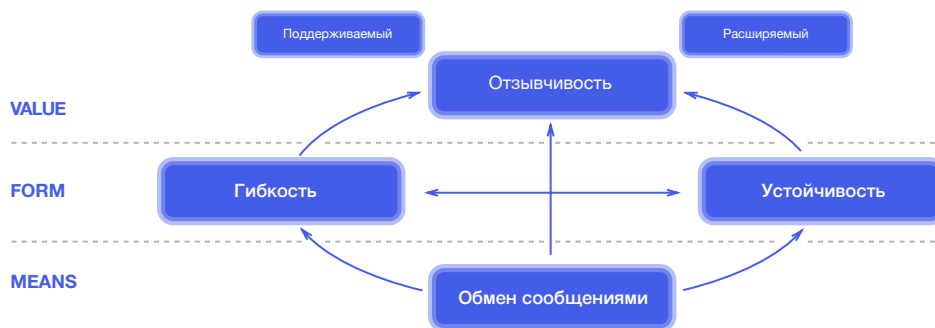 Поддерживаемый
Расширяемый
Отзывчивость
VALUE
FORM
Гибкость
Устойчивость
MEANS
Обмен сообщениями